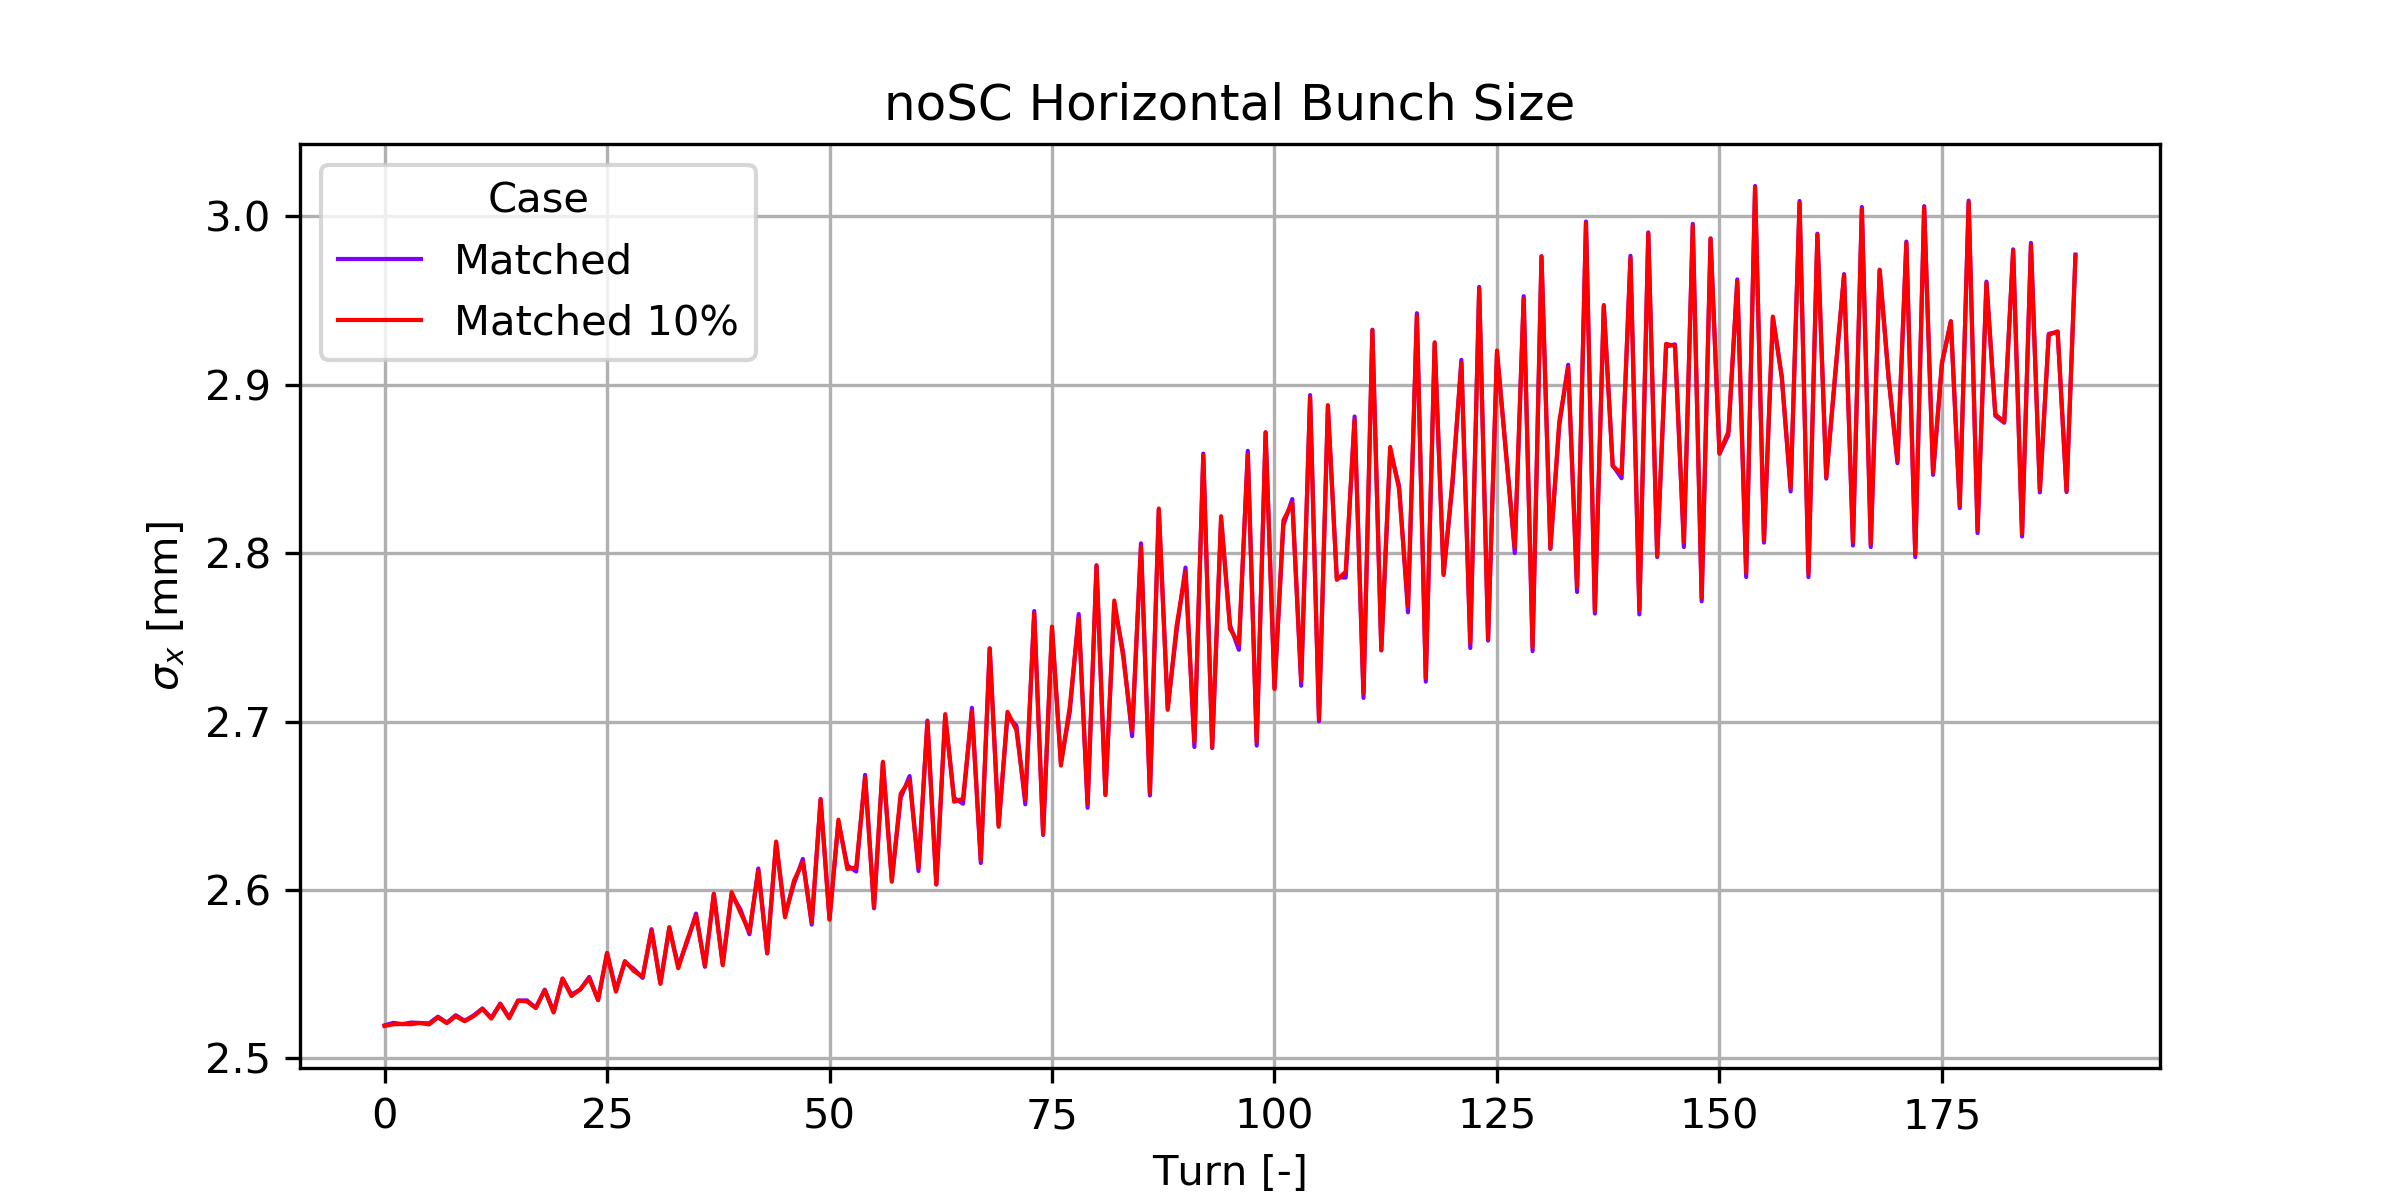 noSC Horizontal Bunch Size
Case
Matched
Matched 10%
3.0
2.9
2.8
2.7
2.6
2.5
σx [mm]
0 25 50 75 100 125 150 175
Turn [-]